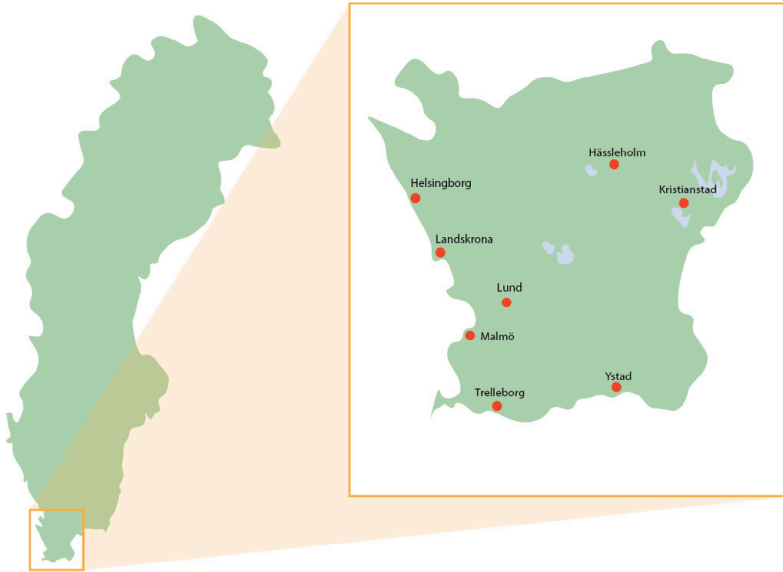 Hässleholm
Helsingborg
Kristianstad
Landskrona
Lund
Malmö
Ystad
Trelleborg